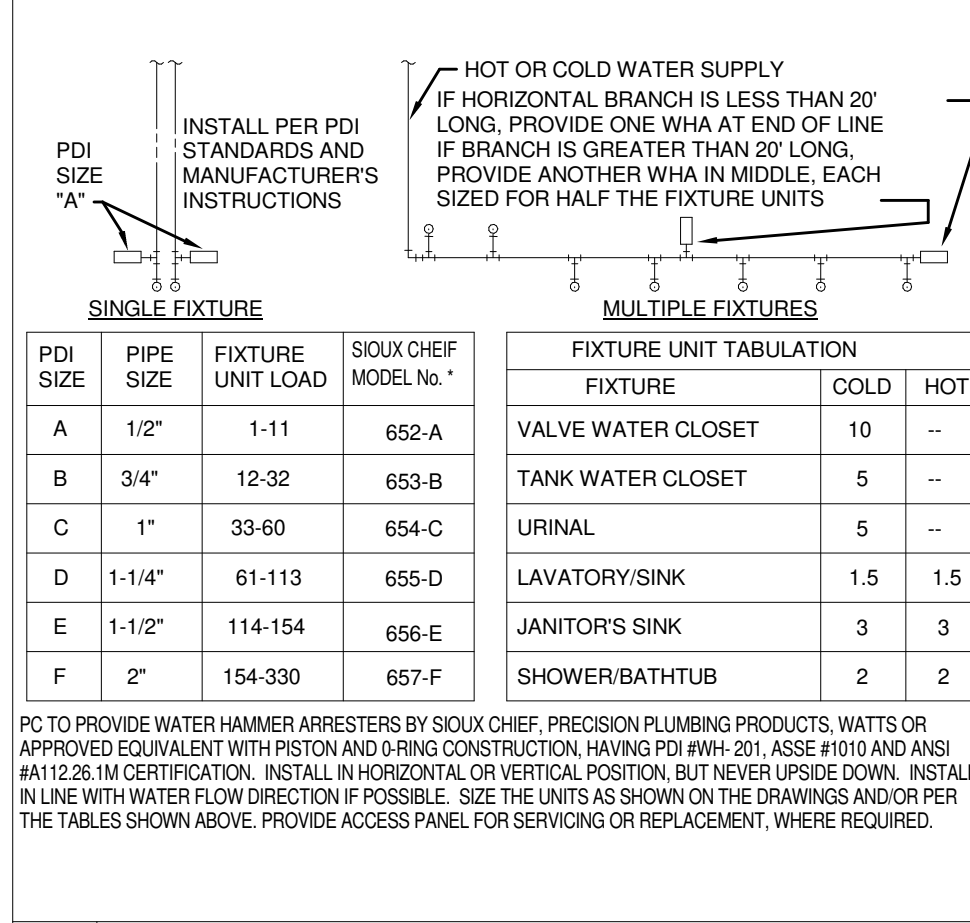 PDI
SIZE
"A"
INSTALL PER PDI
STANDARDS AND
MANUFACTURER'S
INSTRUCTIONS
HOT OR COLD WATER SUPPLY
IF HORIZONTAL BRANCH IS LESS THAN 20'
LONG, PROVIDE ONE WHA AT END OF LINE
IF BRANCH IS GREATER THAN 20' LONG,
PROVIDE ANOTHER WHA IN MIDDLE, EACH
SIZED FOR HALF THE FIXTURE UNITS
SINGLE FIXTURE
MULTIPLE FIXTURES
PDI SIZE PIPE SIZE FIXTURE UNIT LOAD SIOUX CHEIF MODEL No. *
A 1/2" 1-11 652-A
B 3/4" 12-32 653-B
C 1" 33-60 654-C
D 1-1/4" 61-113 655-D
E 1-1/2" 114-154 656-E
F 2" 154-330 657-F
FIXTURE UNIT TABULATION
FIXTURE COLD HOT
VALVE WATER CLOSET 10 --
TANK WATER CLOSET 5 --
URINAL 5 --
LAVATORY/SINK 1.5 1.5
JANITOR'S SINK 3 3
SHOWER/BATHTUB 2 2
PC TO PROVIDE WATER HAMMER ARRESTERS BY SIOUX CHIEF, PRECISION PLUMBING PRODUCTS, WATTS OR
APPROVED EQUIVALENT WITH PISTON AND 0-RING CONSTRUCTION, HAVING PDI #WH- 201, ASSE #1010 AND ANSI
#A112.26.1M CERTIFICATION. INSTALL IN HORIZONTAL OR VERTICAL POSITION, BUT NEVER UPSIDE DOWN. INSTALL
IN LINE WITH WATER FLOW DIRECTION IF POSSIBLE. SIZE THE UNITS AS SHOWN ON THE DRAWINGS AND/OR PER
THE TABLES SHOWN ABOVE. PROVIDE ACCESS PANEL FOR SERVICING OR REPLACEMENT, WHERE REQUIRED.